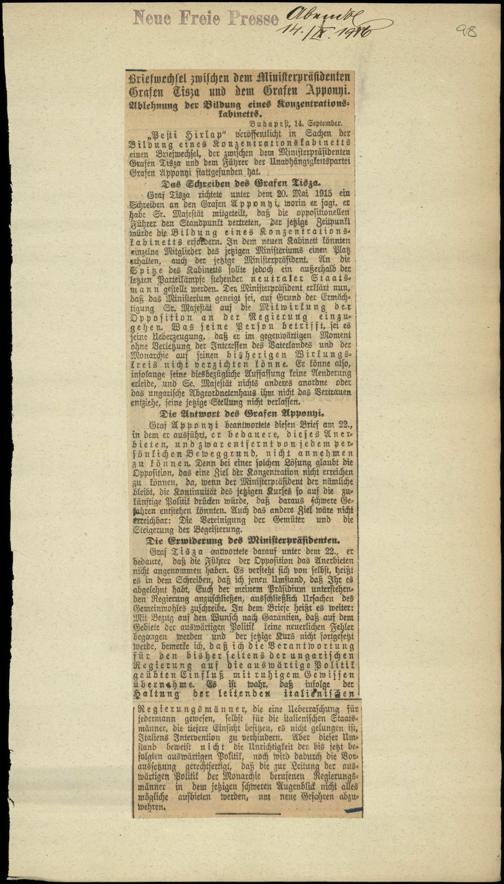 Neue Freie Presse
Abendbl
14./IX. 1916
98
Briefwechsel zwischen dem Ministerpräsidenten
Grafen Tisza und dem Grafen Apponyi.
Ablehnung der Bildung eines Konzentrations-
kabinetts.
Budapest, 14. September.
„Pesti Hirlap“ veröffentlicht in Sachen der
Bildung eines Konzentrationskabinetts
einen Briefwechsel, der zwischen dem Ministerpräsidenten
Grafen Tisza und dem Führer der Unabhängigkeitspartei
Grafen Apponyi stattgefunden hat.
Das Schreiben des Grafen Tisza.
Graf Tisza richtete unter dem 20. Mai 1915 ein
Schreiben an den Grafen Apponyi, worin er sagt, er
habe Sr. Majestät mitgeteilt, daß die oppositionellen
Führer den Standpunkt vertreten, der jetzige Zeitpunkt
würde die Bildung eines Konzentrations-
kabinetts erfordern. In dem neuen Kabinett könnten
einzelne Mitglieder des jetzigen Ministeriums einen Platz
erhalten, auch der jetzige Ministerpräsident. An die
Spitze des Kabinetts sollte jedoch ein außerhalb der
letzten Parteikämpfe stehender neutraler Staats-
mann gestellt werden. Der Ministerpräsident erklärt nun,
daß das Ministerium geneigt sei, auf Grund der Ermäch-
tigung Sr. Majestät auf die Mitwirkung der
Opposition an der Regierung einzu-
gehen. Was seine Person betrifft, sei es
seine Ueberzeugung, daß er im gegenwärtigen Moment
ohne Verletzung der Interessen des Vaterlandes und der
Monarchie auf seinen bisherigen Wirkungs-
kreis nicht verzichten könne. Er könne also,
insolange seine diesbezügliche Auffassung keine Aenderung
erleide, und Se. Majestät nichts anderes anordne oder
das ungarische Abgeordnetenhaus ihm nicht das Vertrauen
entziehe, seine jetzige Stellung nicht verlassen.
Die Antwort des Grafen Apponyi.
Graf Apponyi beantwortete diesen Brief am 22.,
in dem er ausführt, er bedauere, dieses Aner-
bieten, und zwar entfernt von jedem per-
sönlichen Beweggrund, nicht annehmen
zu können. Denn bei einer solchen Lösung glaubt die
Opposition, das eine Ziel der Konzentration nicht erreichen
zu können, da, wenn der Ministerpräsident der nämliche
bleibt, die Kontinuität des jetzigen Kurses so auf die zu-
künftige Politik drücken würde, daß daraus schwere Ge-
fahren entstehen könnten. Auch das andere Ziel wäre nicht
erreichbar: Die Vereinigung der Gemüter und die
Steigerung der Begeisterung.
Die Erwiderung des Ministerpräsidenten.
Graf Tisza antwortete darauf unter dem 22., er
bedaure, daß die Führer der Opposition das Anerbieten
nicht angenommen haben. Es versteht sich von selbst, heißt
es in dem Schreiben, daß ich jenen Umstand, daß Ihr es
abgelehnt habt, Euch der meinem Präsidium unterstehen-
den Regierung anzuschließen, ausschließlich Ursachen des
Gemeinwohles zuschreibe. In dem Briefe heißt es weiter:
Mit Bezug auf den Wunsch nach Garantien, daß auf dem
Gebiete der auswärtigen Politik keine neuerlichen Fehler
begangen werden und der jetzige Kurs nicht fortgesetzt
werde, bemerke ich, daß ich die Verantwortung
für den bisher seitens der ungarischen
Regierung auf die auswärtige Politik
geübten Einfluß mit ruhigem Gewissen
übernehme. Es ist wahr, daß infolge der
Haltung der leitenden italienischen
Regierungsmänner, die eine Ueberraschung für
jedermann gewesen, selbst für die italienischen Staats-
männer, die tiefere Einsicht besitzen, es nicht gelungen ist,
Italiens Intervention zu verhindern. Aber dieser Um-
stand beweist nicht die Unrichtigkeit der bis jetzt be-
folgten auswärtigen Politik, noch wird dadurch die Vor-
aussetzung gerechtfertigt, daß die zur Leitung der aus-
wärtigen Politik der Monarchie berufenen Regierungs-
männer in dem jetzigen schweren Augenblick nicht alles
mögliche aufbieten werden, um neue Gefahren abzu-
wehren.